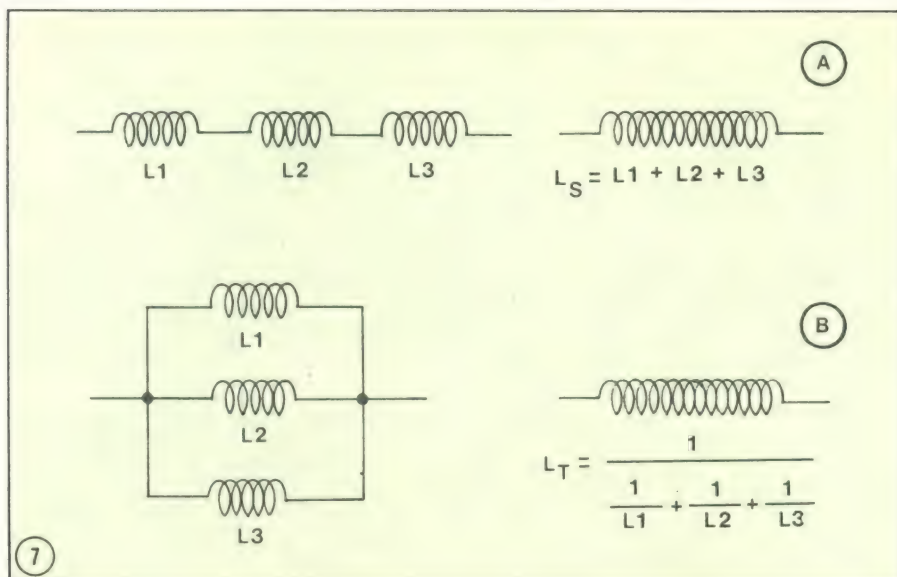 A
L1 L2 L3
LS = L1 + L2 + L3
L1
B
L2
LT = 1
1/L1 + 1/L2 + 1/L3
L3
7